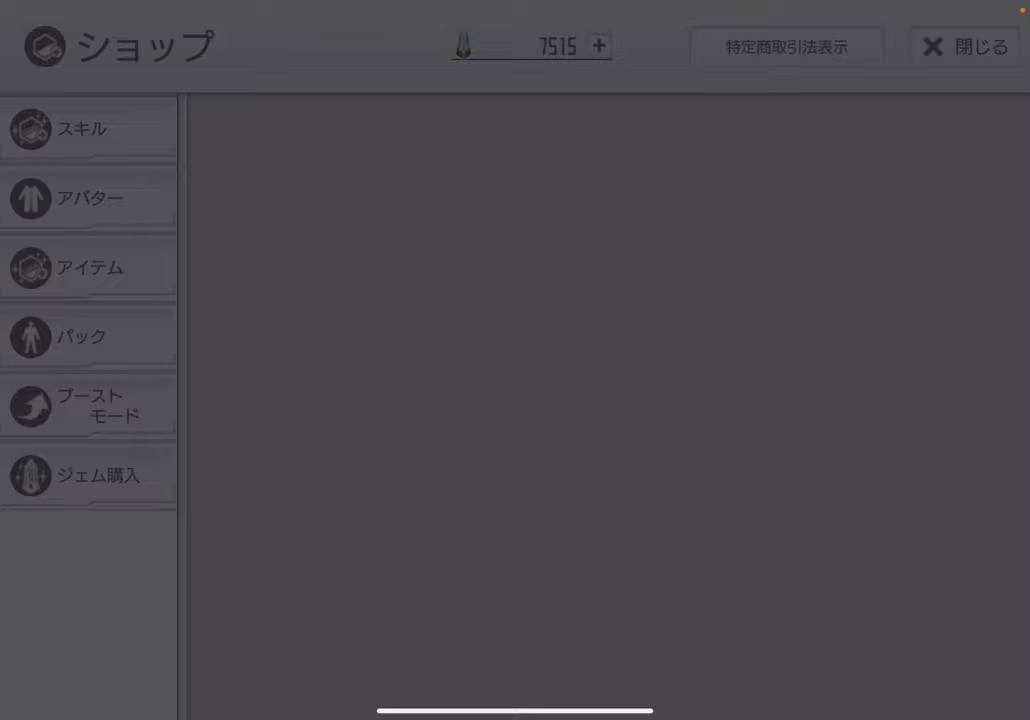 ショップ
7515
特定商取引法表示
閉じる
スキル
アバター
アイテム
パック
ブースト
モード
ジェム購入